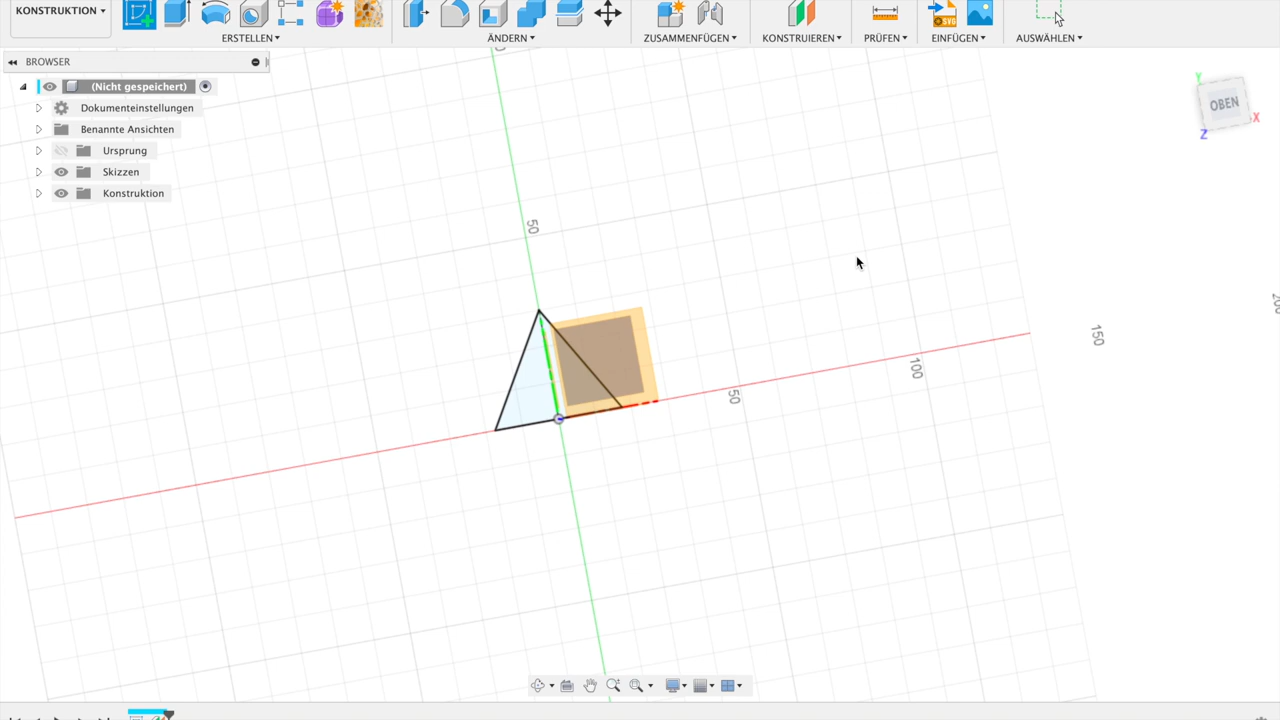 KONSTRUKTION
ERSTELLEN
ÄNDERN
ZUSAMMENFÜGEN
KONSTRUIEREN
PRÜFEN
EINFÜGEN
AUSWÄHLEN
SVG
BROWSER
(Nicht gespeichert)
Dokumenteinstellungen
Benannte Ansichten
Ursprung
Skizzen
Konstruktion
Y
OBEN
X
Z
50
50
100
150